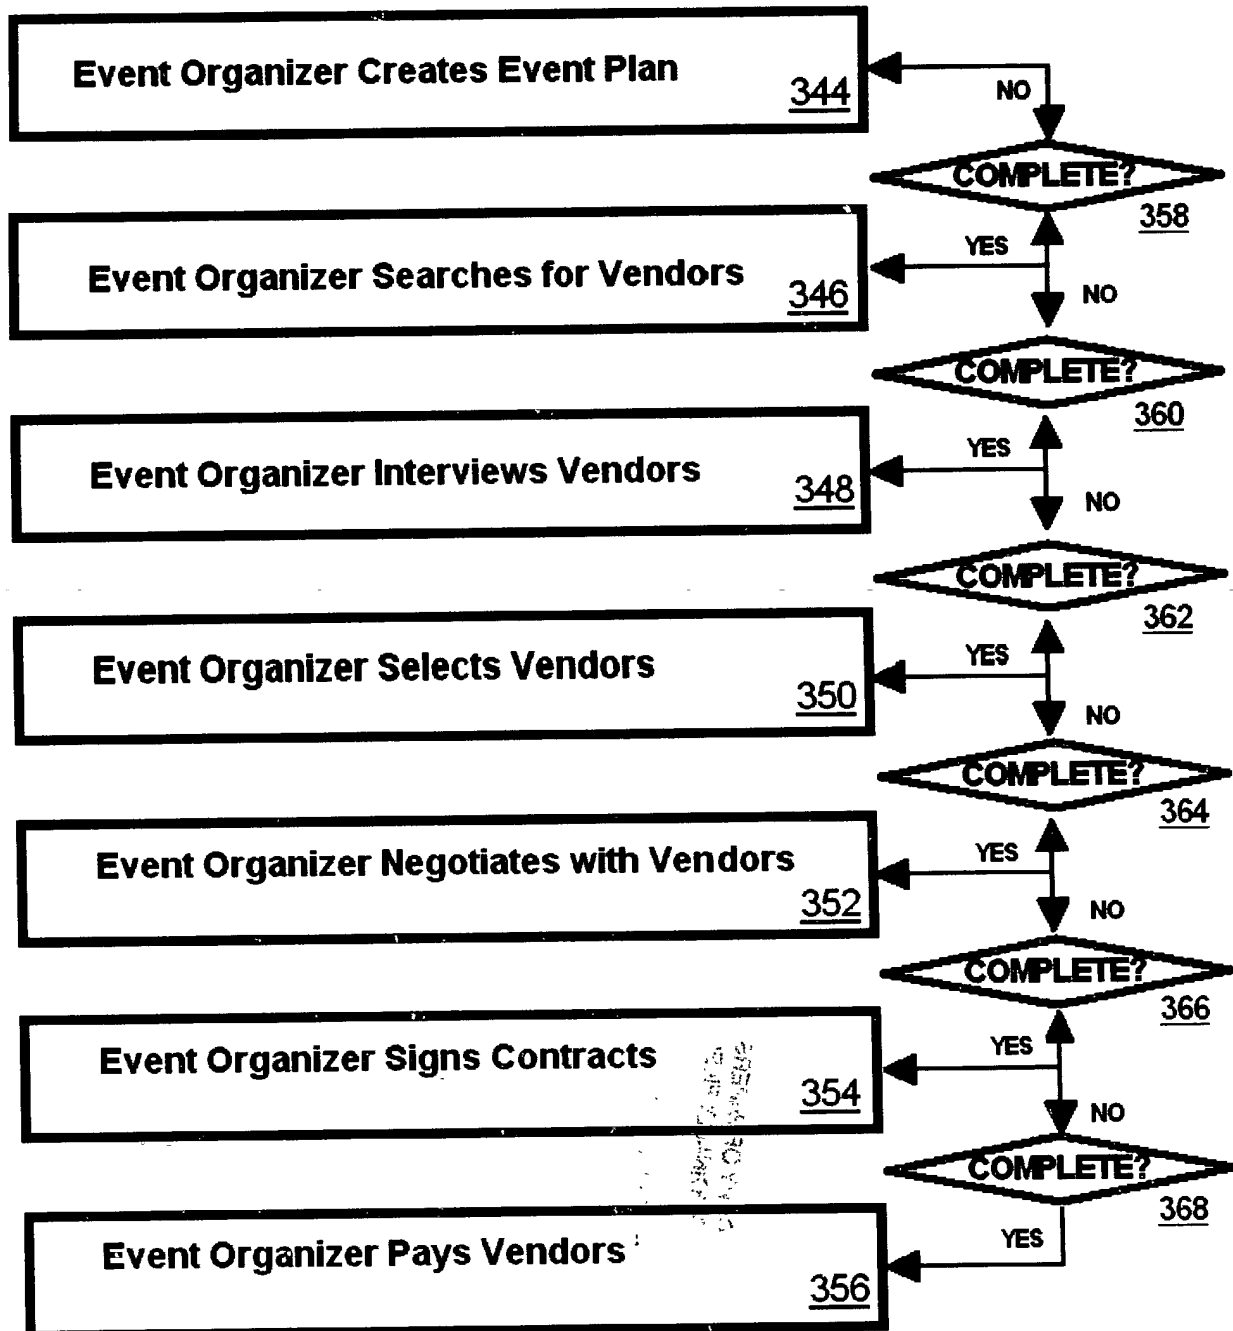 Event Organizer Creates Event Plan
344
NO
COMPLETE?
358
YES
Event Organizer Searches for Vendors
346
NO
COMPLETE?
360
YES
Event Organizer Interviews Vendors
348
NO
COMPLETE?
362
YES
Event Organizer Selects Vendors
350
NO
COMPLETE?
364
YES
Event Organizer Negotiates with Vendors
352
NO
COMPLETE?
366
YES
Event Organizer Signs Contracts
354
NO
COMPLETE?
368
YES
Event Organizer Pays Vendors
356